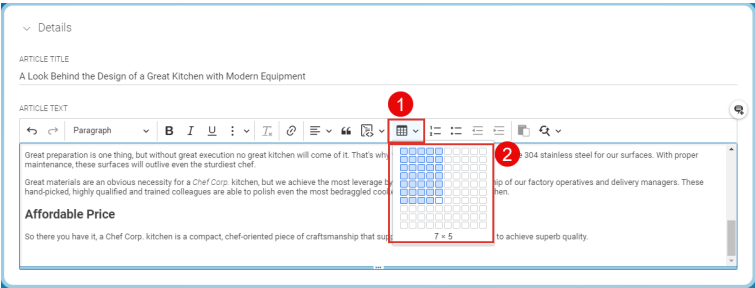 Details
ARTICLE TITLE
A Look Behind the Design of a Great Kitchen with Modern Equipment
ARTICLE TEXT
1
Paragraph B I U
2
Great preparation is one thing, but without great execution no great kitchen will come of it. That's why 304 stainless steel for our surfaces. With proper
maintenance, these surfaces will outlive even the sturdiest chef.
Great materials are an obvious necessity for a Chef Corp. kitchen, but we achieve the most leverage by ship of our factory operatives and delivery managers. These
hand-picked, highly qualified and trained colleagues are able to polish even the most bedraggled
Affordable Price
So there you have it, a Chef Corp. kitchen is a compact, chef-oriented piece of craftsmanship that to achieve superb quality.
7 × 5